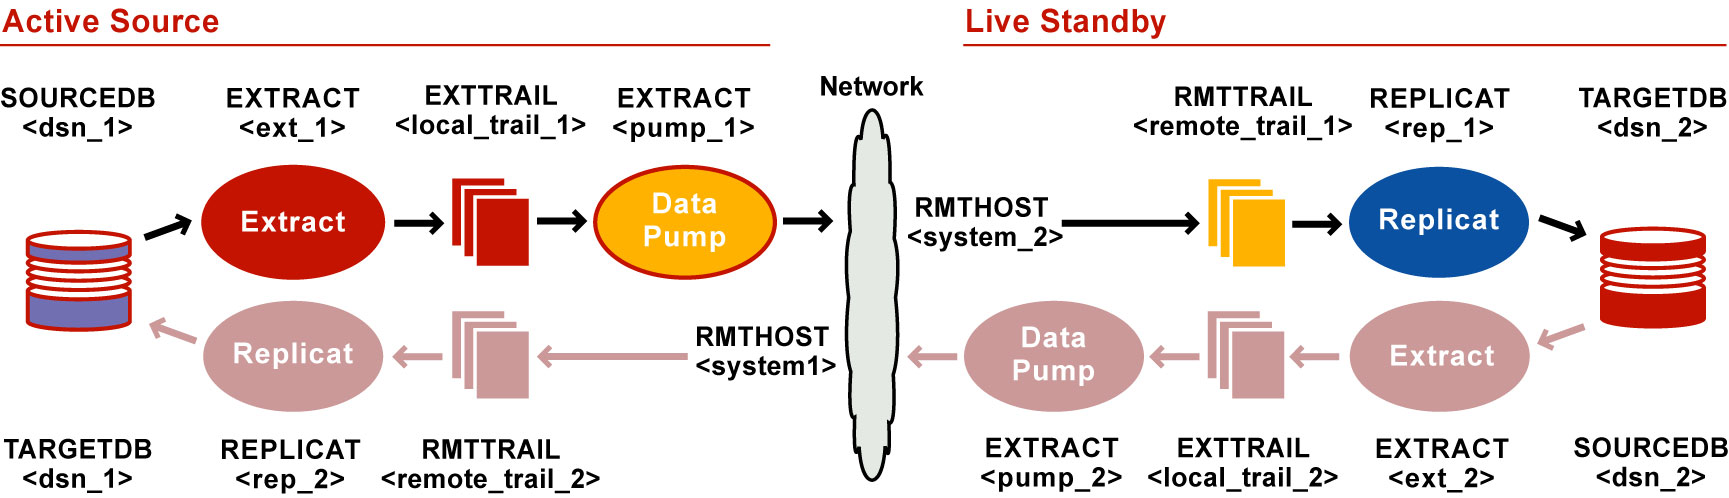 Active Source
Live Standby
SOURCEDB
<dsn_1>
EXTRACT
<ext_1>
EXTTRAIL
<local_trail_1>
EXTRACT
<pump_1>
Network
RMTTRAIL
<remote_trail_1>
REPLICAT
<rep_1>
TARGETDB
<dsn_2>
Extract
Data
Pump
RMTHOST
<system_2>
Replicat
Replicat
RMTHOST
<system1>
Data
Pump
Extract
TARGETDB
<dsn_1>
REPLICAT
<rep_2>
RMTTRAIL
<remote_trail_2>
EXTRACT
<pump_2>
EXTTRAIL
<local_trail_2>
EXTRACT
<ext_2>
SOURCEDB
<dsn_2>